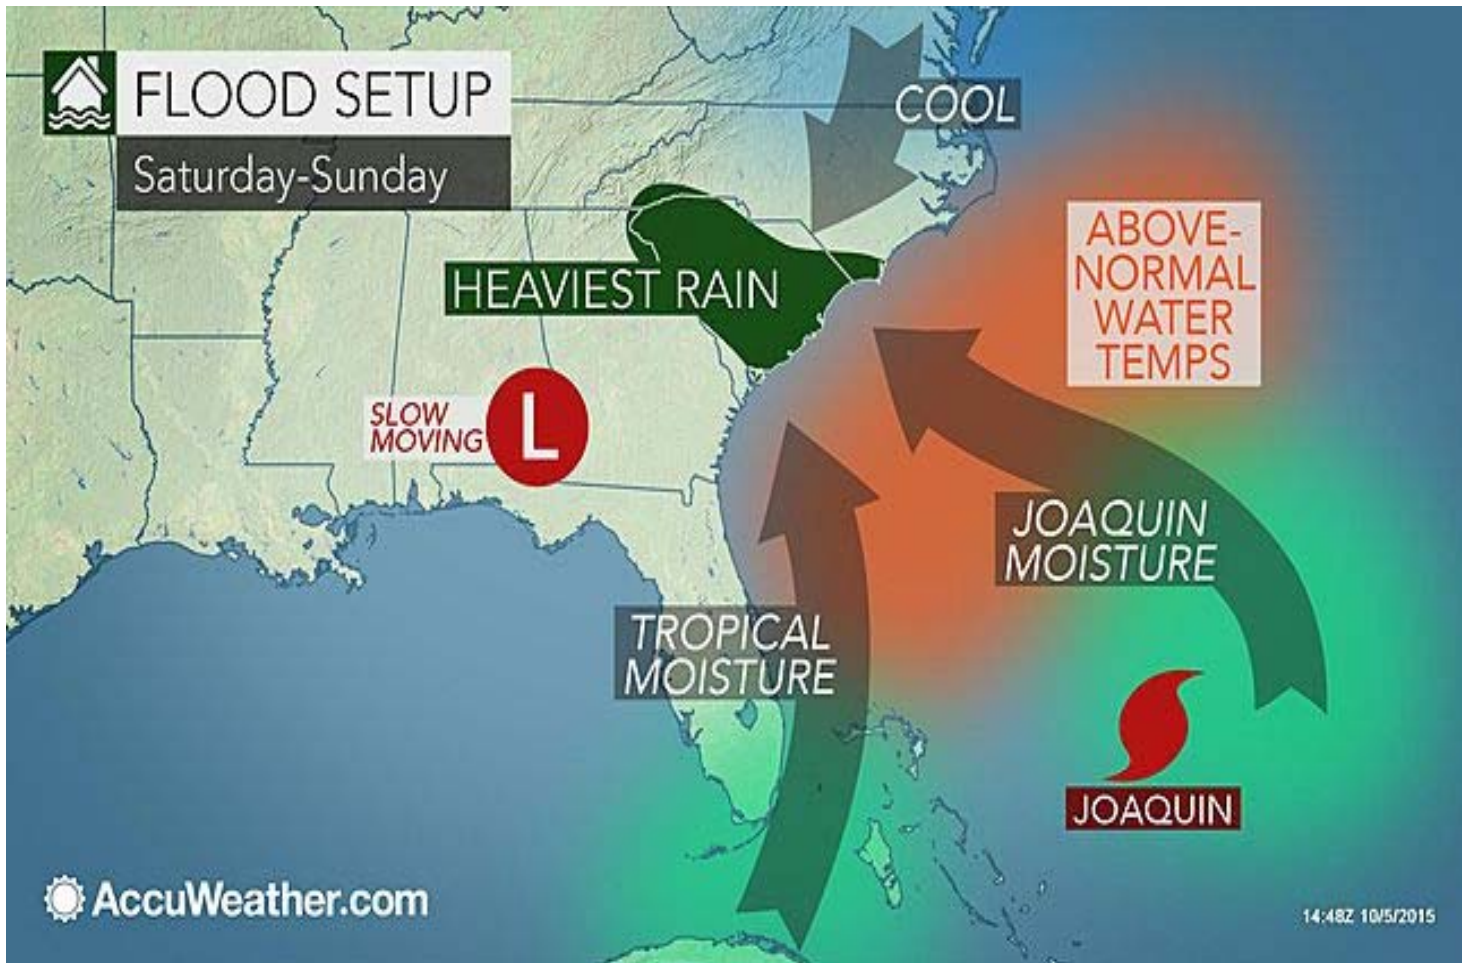 FLOOD SETUP
Saturday-Sunday
COOL
ABOVE-
NORMAL
WATER
TEMPS
HEAVIEST RAIN
SLOW
MOVING
L
JOAQUIN
MOISTURE
TROPICAL
MOISTURE
JOAQUIN
AccuWeather.com
14:48Z 10/5/2015